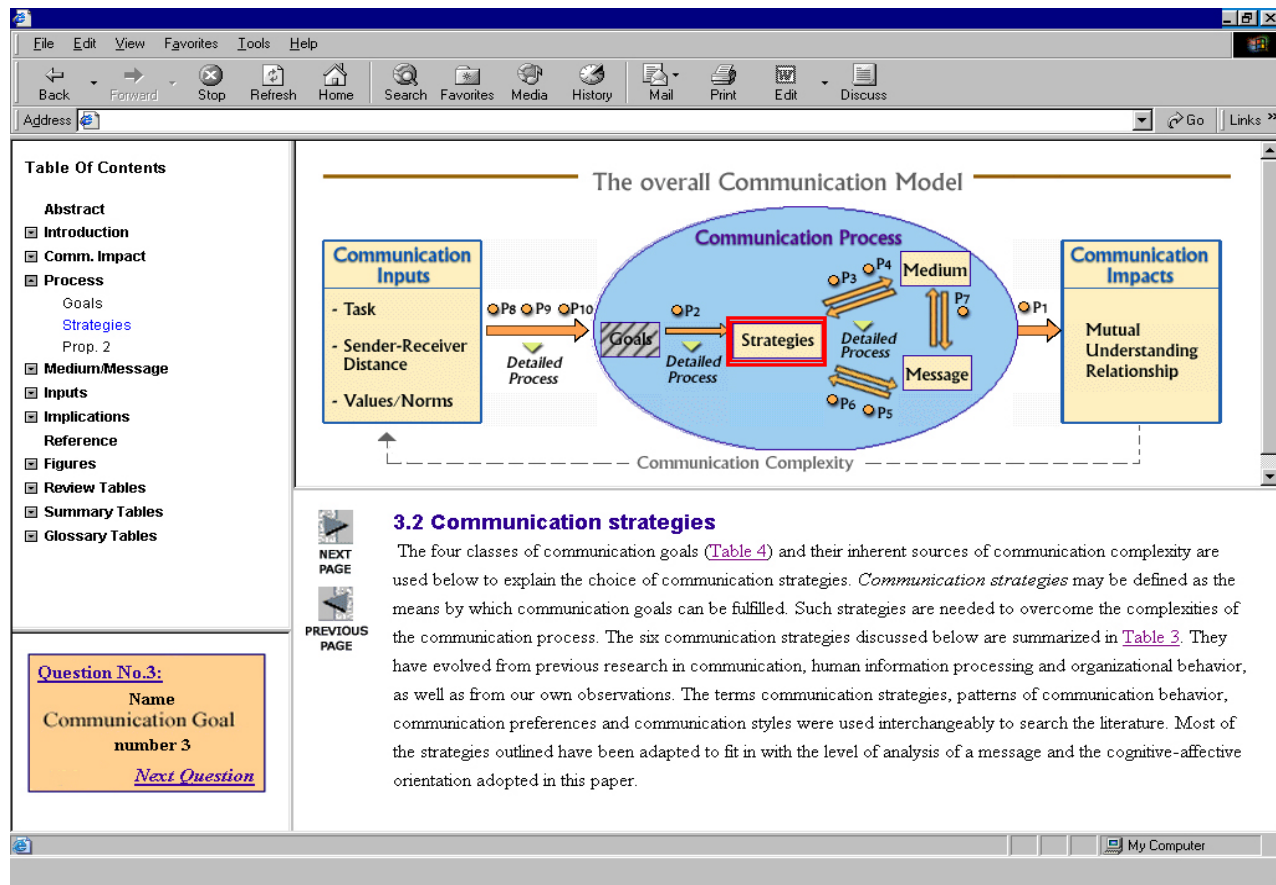 File Edit View Favorites Tools Help
Back Forward Stop Refresh Home Search Favorites Media History Mail Print Edit Discuss
Address Go Links »
Table Of Contents
Abstract
Introduction
Comm. Impact
Process
Goals
Strategies
Prop. 2
Medium/Message
Inputs
Implications
Reference
Figures
Review Tables
Summary Tables
Glossary Tables
Question No.3:
Name
Communication Goal
number 3
Next Question
The overall Communication Model
Communication
Inputs
- Task
- Sender-Receiver
Distance
- Values/Norms
P8 P9 P10
Detailed
Process
Communication Process
Goals
P2
Detailed
Process
Strategies
P3 P4
Medium
P7
Detailed
Process
Message
P6 P5
P1
Communication
Impacts
Mutual
Understanding
Relationship
Communication Complexity
NEXT
PAGE
PREVIOUS
PAGE
3.2 Communication strategies
The four classes of communication goals (Table 4) and their inherent sources of communication complexity are
used below to explain the choice of communication strategies. Communication strategies may be defined as the
means by which communication goals can be fulfilled. Such strategies are needed to overcome the complexities of
the communication process. The six communication strategies discussed below are summarized in Table 3. They
have evolved from previous research in communication, human information processing and organizational behavior,
as well as from our own observations. The terms communication strategies, patterns of communication behavior,
communication preferences and communication styles were used interchangeably to search the literature. Most of
the strategies outlined have been adapted to fit in with the level of analysis of a message and the cognitive-affective
orientation adopted in this paper.
My Computer